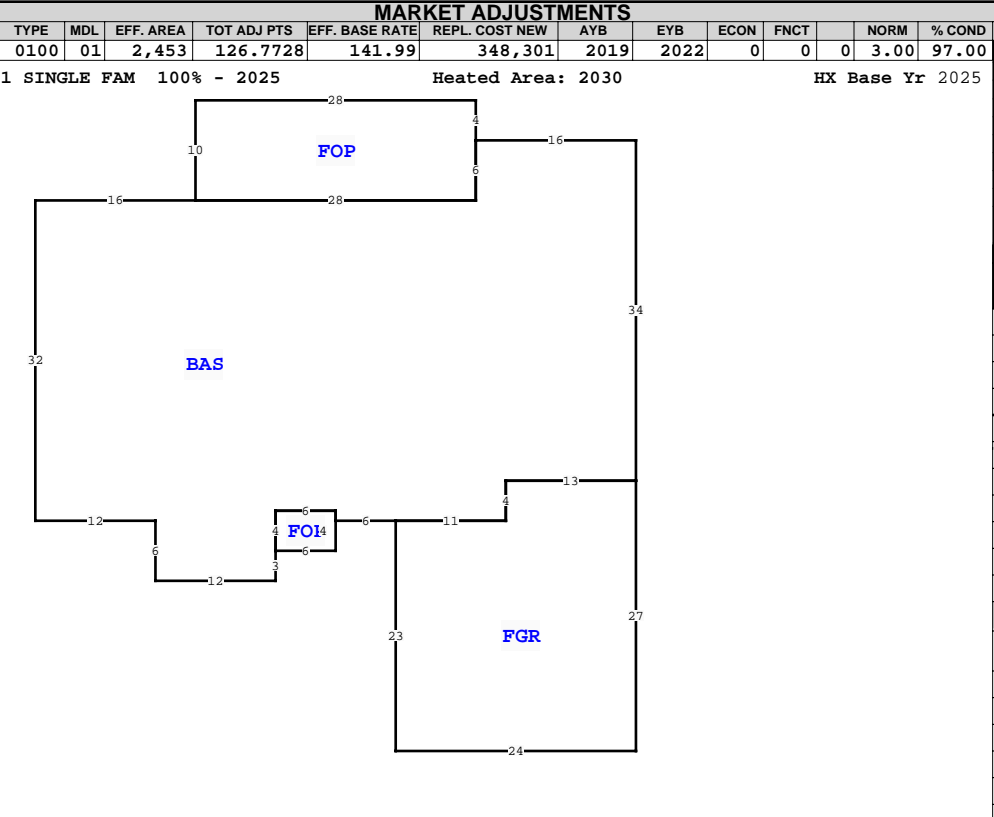 MARKET ADJUSTMENTS
TYPE MDL EFF. AREA TOT ADJ PTS EFF. BASE RATE REPL. COST NEW AYB EYB ECON FNCT NORM % COND
0100 01 2,453 126.7728 141.99 348,301 2019 2022 0 0 0 3.00 97.00
1 SINGLE FAM 100% - 2025 Heated Area: 2030 HX Base Yr 2025
28
4
16
10 FOP
6
16 28
34
32
BAS
13
4
6
12 6 11
4 FOP 4
6 6
3
12
27
23 FGR
24